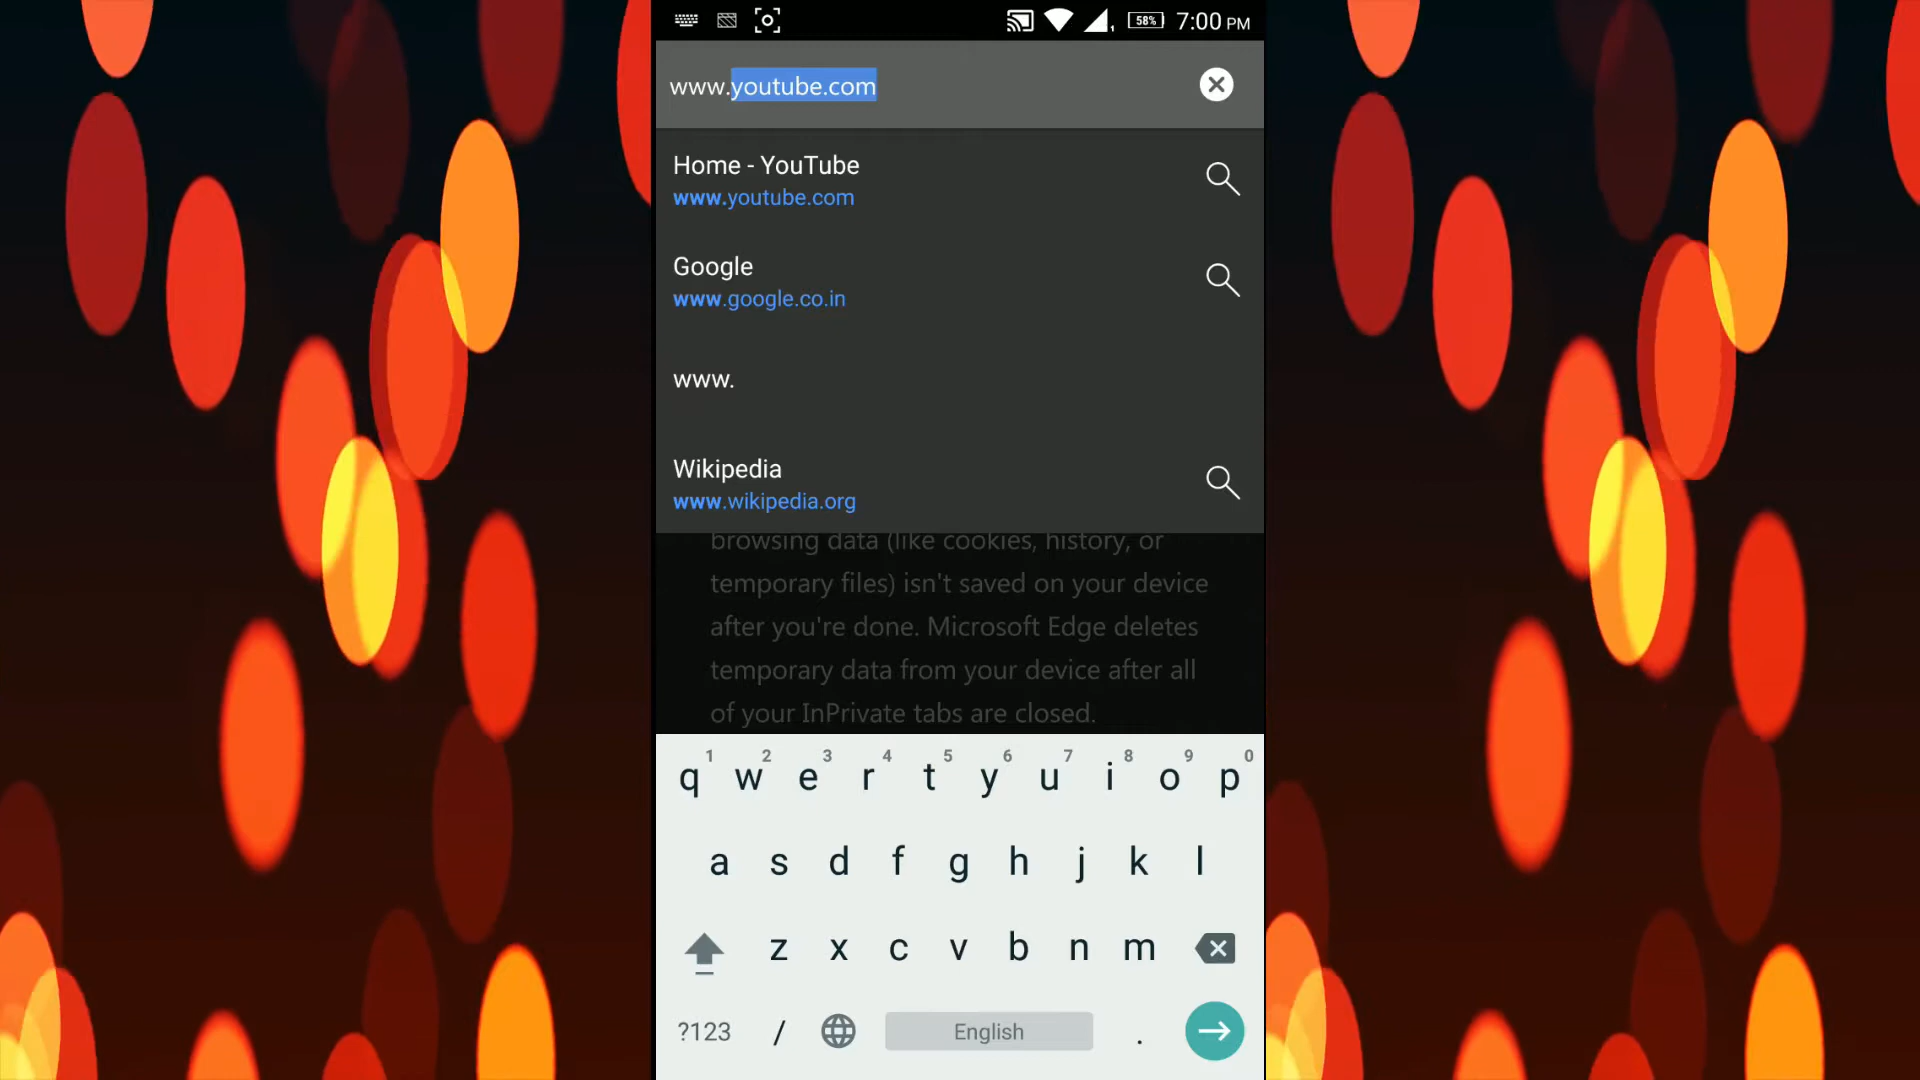 58% 7:00 PM
www.youtube.com
Home - YouTube
www.youtube.com
Google
www.google.co.in
www.
Wikipedia
www.wikipedia.org
browsing data (like cookies, history, or
temporary files) isn't saved on your device
after you're done. Microsoft Edge deletes
temporary data from your device after all
of your InPrivate tabs are closed.
1 2 3 4 5 6 7 8 9 0
q w e r t y u i o p
a s d f g h j k l
z x c v b n m
?123 / English .